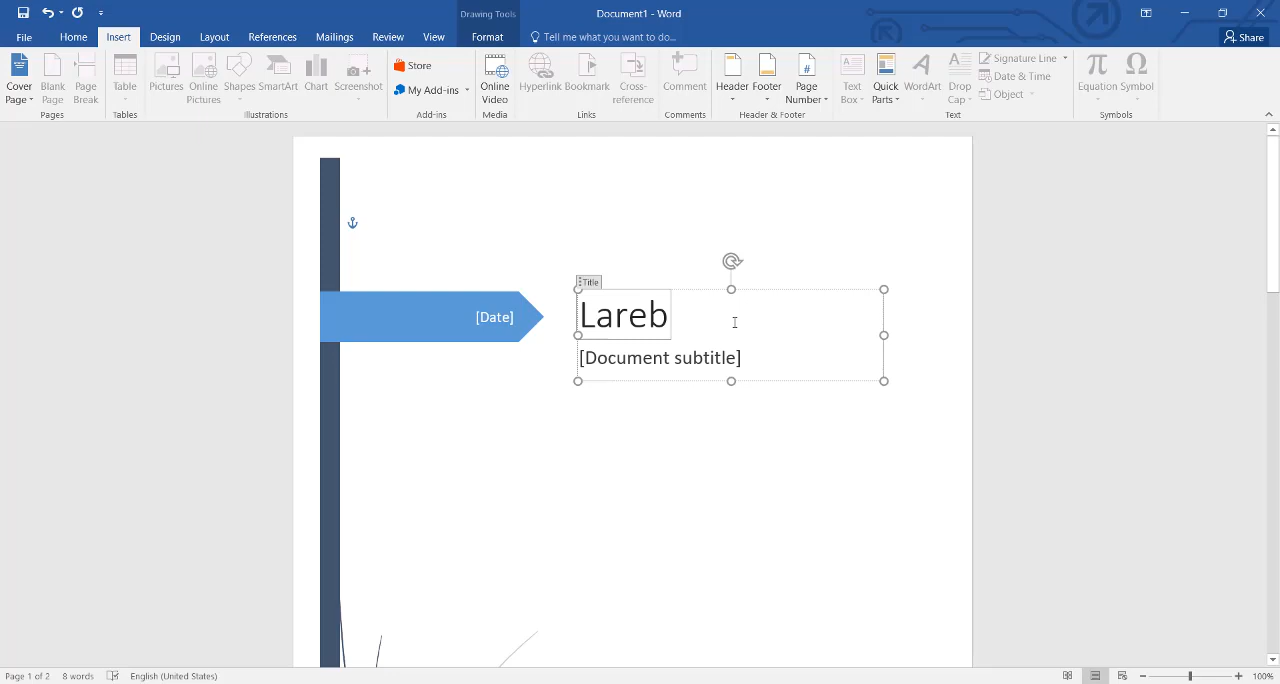 Drawing Tools
Document1 - Word
File Home Insert Design Layout References Mailings Review View Format Tell me what you want to do... Share
Cover Page
Blank Page
Page Break
Pages
Table
Tables
Pictures
Online Pictures
Shapes
SmartArt
Chart
Screenshot
Illustrations
Store
My Add-ins
Add-ins
Online Video
Media
Hyperlink
Bookmark
Cross-reference
Links
Comment
Comments
Header
Footer
Page Number
#
Header & Footer
Text Box
A
Quick Parts
WordArt
A
Drop Cap
A
Signature Line
Date & Time
Object
Text
Equation
π
Symbol
Ω
Symbols
Title
Lareb
[Date]
[Document subtitle]
Page 1 of 2 8 words English (United States) 100%